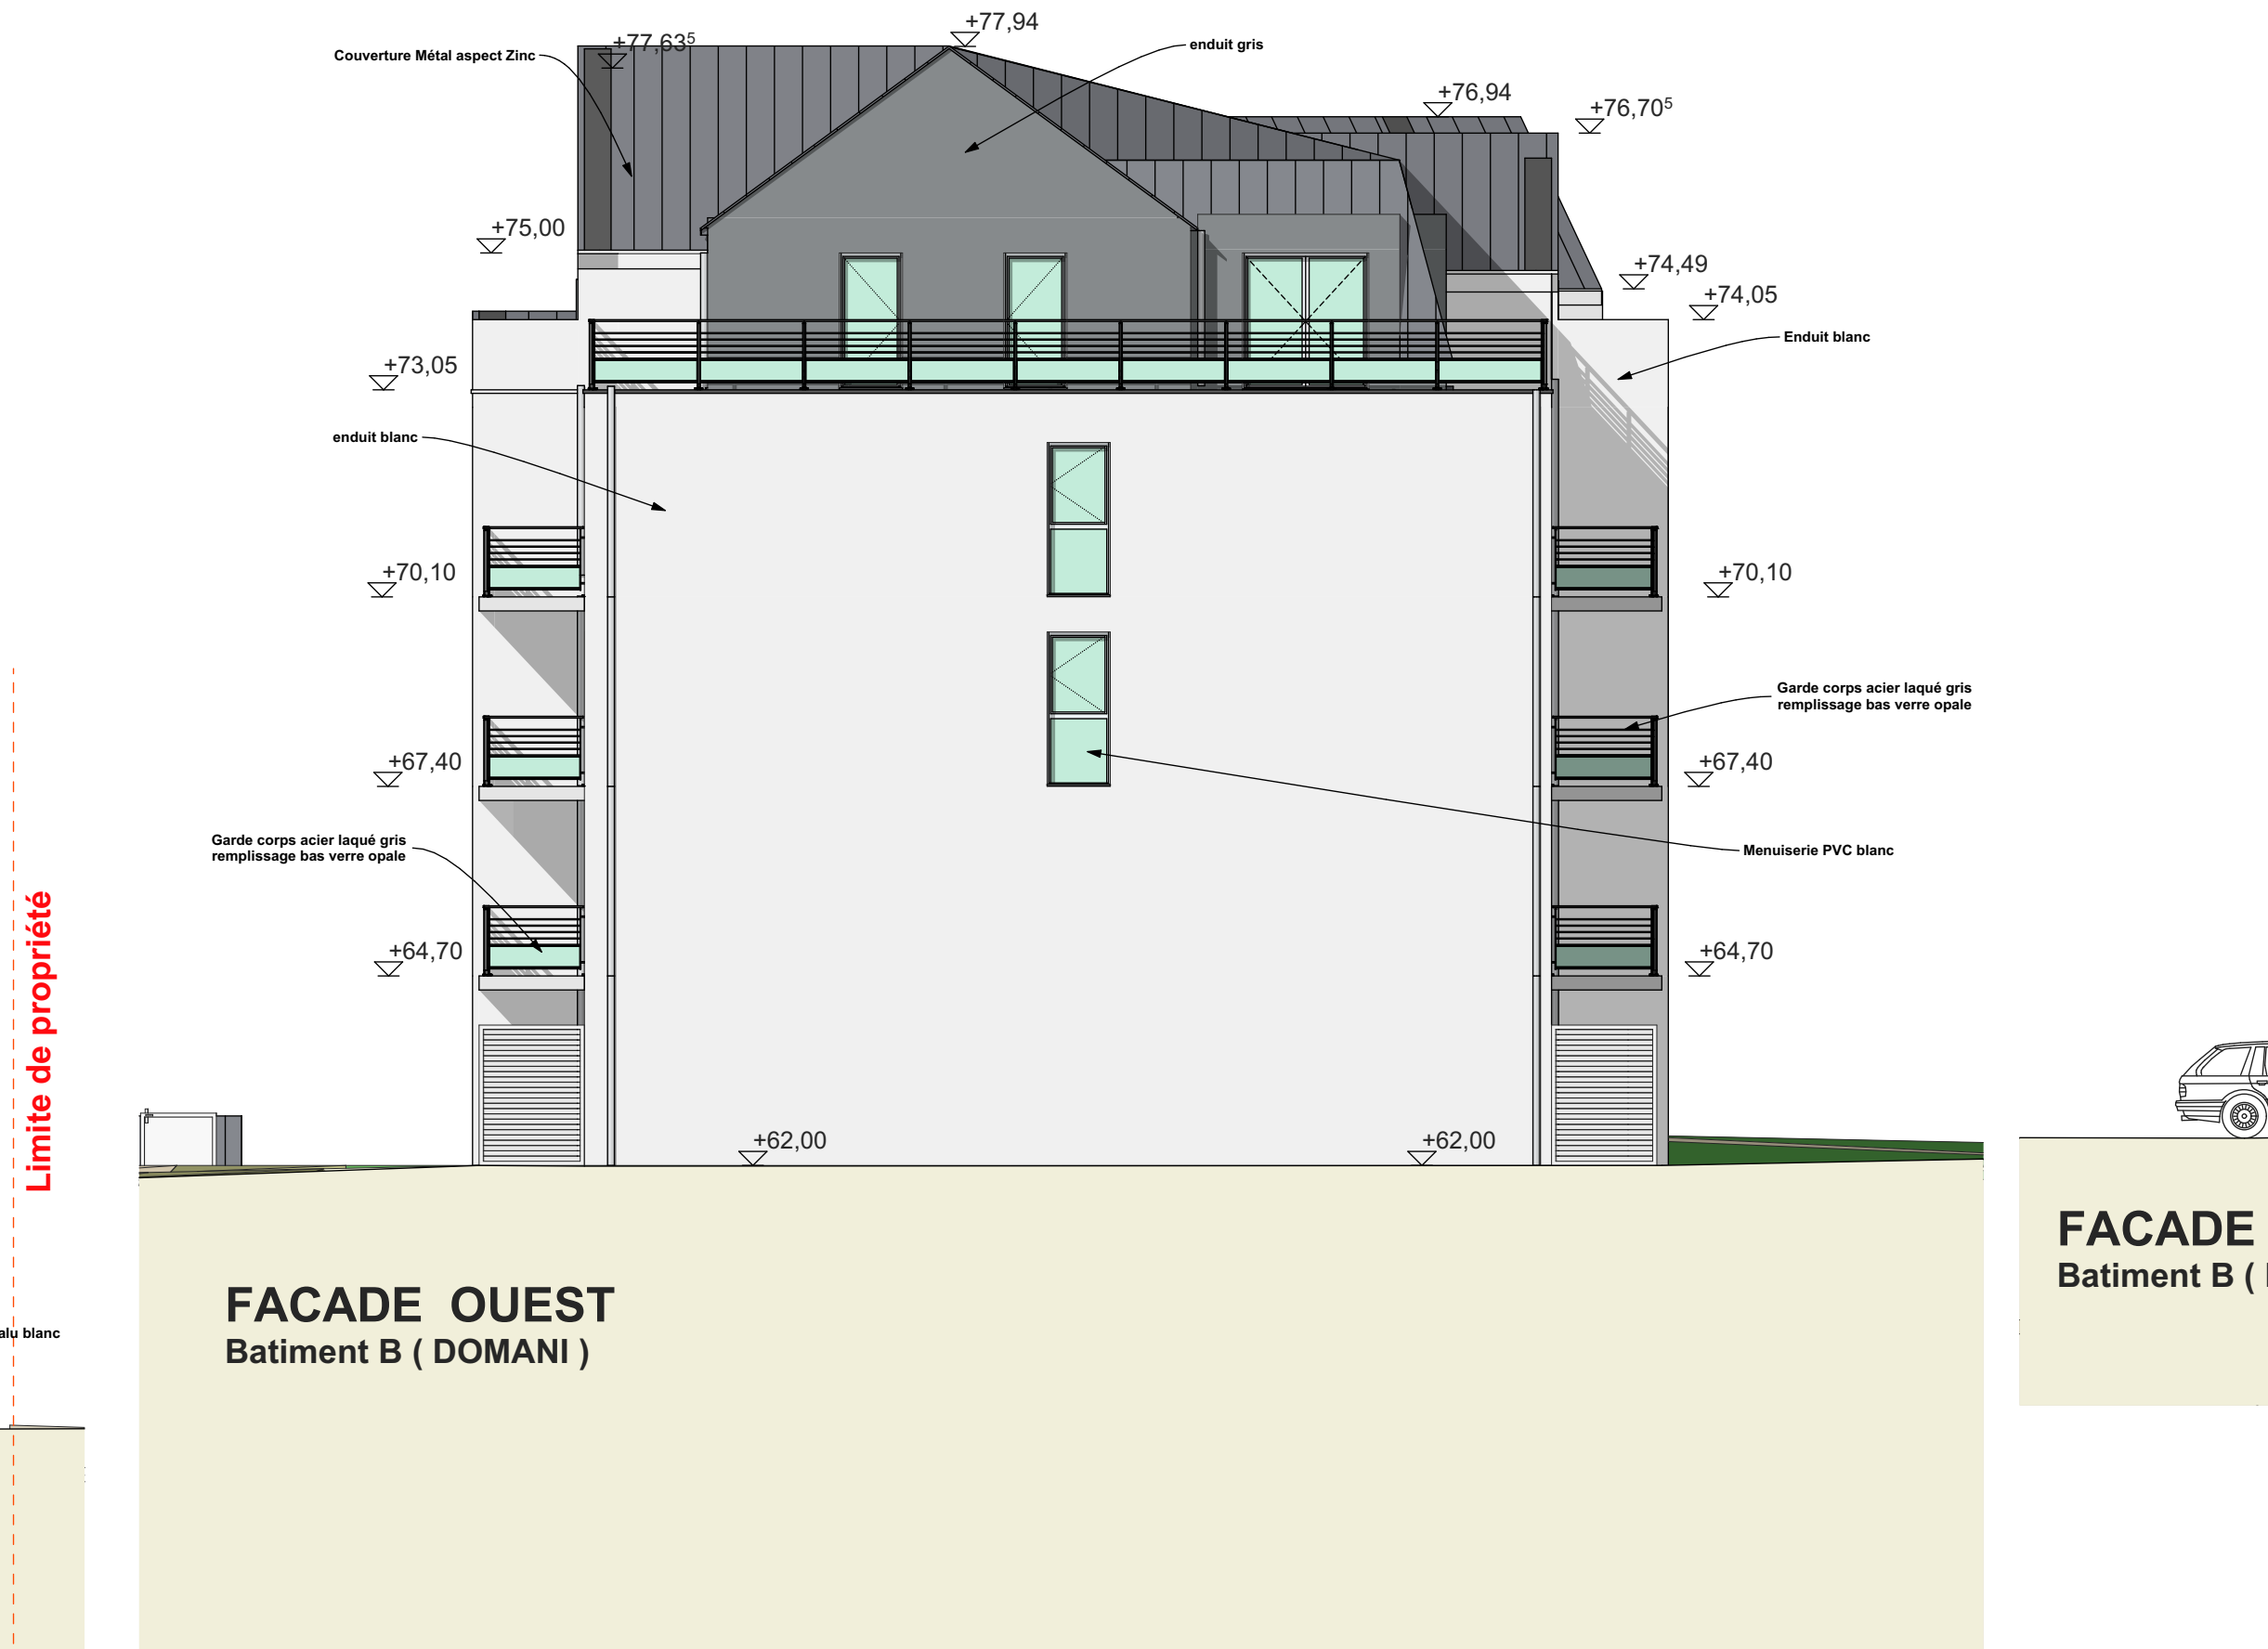 +77,94
+77,63⁵
enduit gris
Couverture Métal aspect Zinc
+76,94
+76,70⁵
+75,00
+74,49
+74,05
Enduit blanc
+73,05
enduit blanc
+70,10
+70,10
Garde corps acier laqué gris
remplissage bas verre opale
+67,40
+67,40
Garde corps acier laqué gris
remplissage bas verre opale
Menuiserie PVC blanc
+64,70
+64,70
Limite de propriété
+62,00
+62,00
FACADE OUEST
Batiment B ( DOMANI )
FACADE
Batiment B (
alu blanc